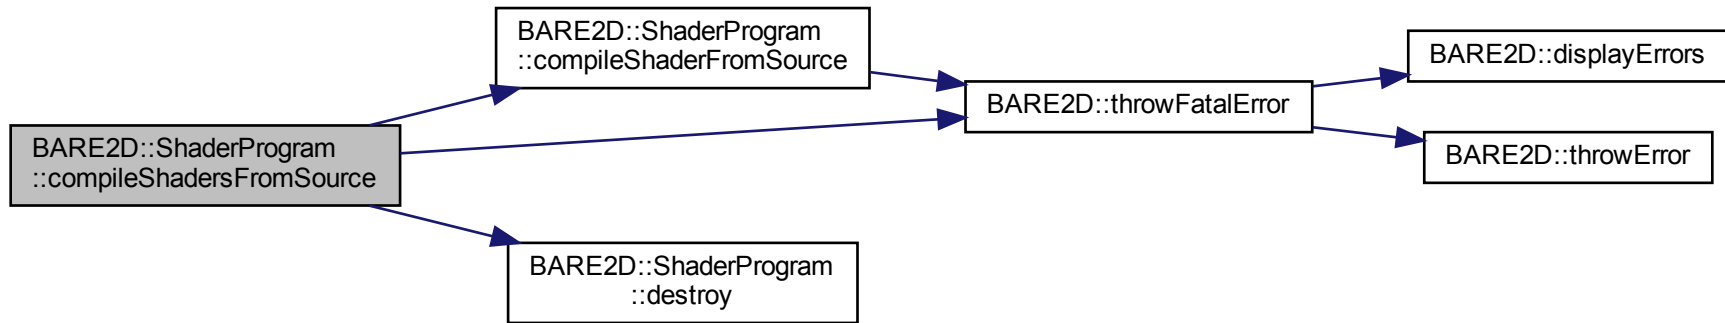 BARE2D::ShaderProgram
::compileShadersFromSource
BARE2D::ShaderProgram
::compileShaderFromSource
BARE2D::ShaderProgram
::destroy
BARE2D::throwFatalError
BARE2D::displayErrors
BARE2D::throwError